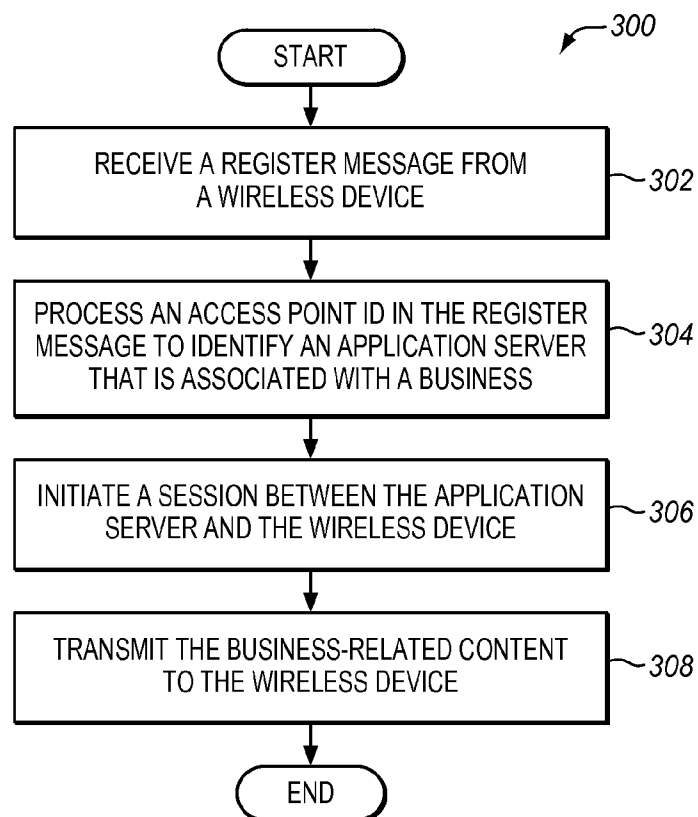 300
START
RECEIVE A REGISTER MESSAGE FROM
A WIRELESS DEVICE
302
PROCESS AN ACCESS POINT ID IN THE REGISTER
MESSAGE TO IDENTIFY AN APPLICATION SERVER
THAT IS ASSOCIATED WITH A BUSINESS
304
INITIATE A SESSION BETWEEN THE APPLICATION
SERVER AND THE WIRELESS DEVICE
306
TRANSMIT THE BUSINESS-RELATED CONTENT
TO THE WIRELESS DEVICE
308
END